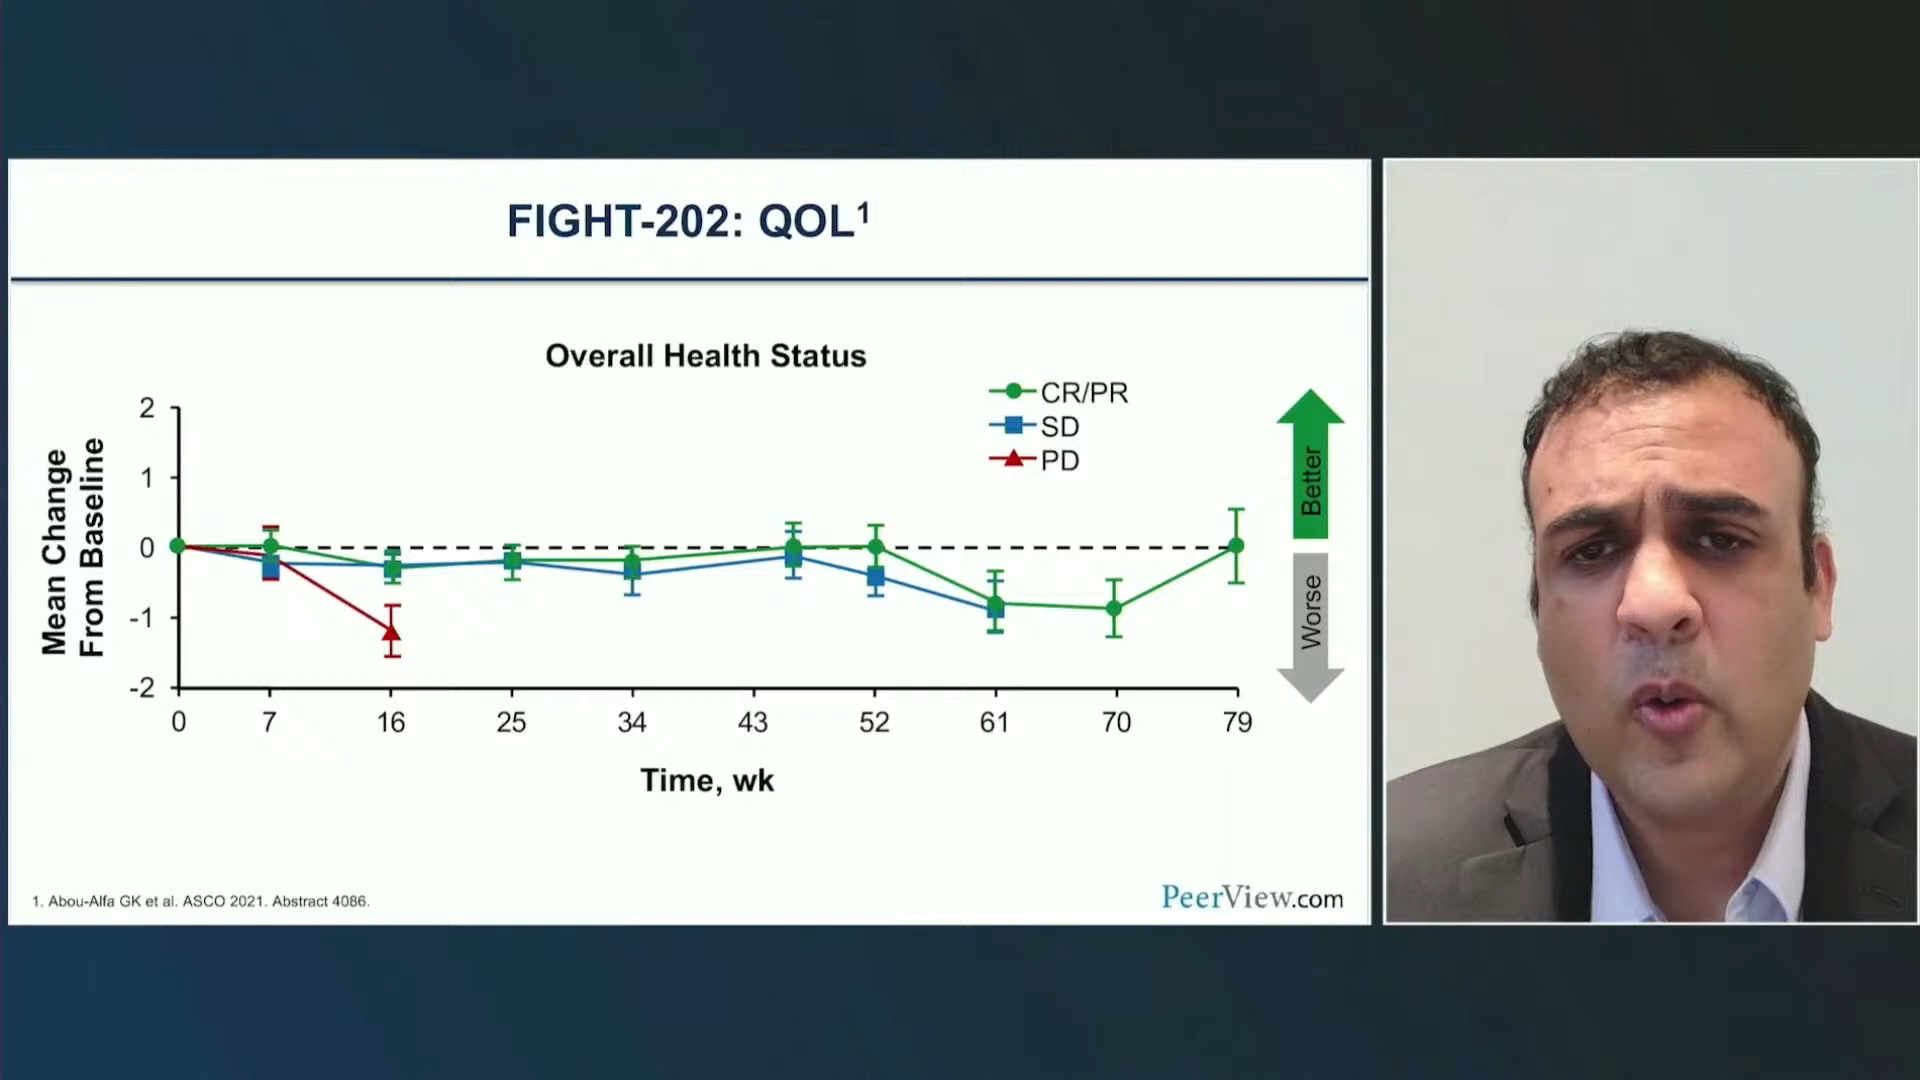 FIGHT-202: QOL¹
Overall Health Status
CR/PR
SD
PD
Better
Worse
Mean Change
From Baseline
2
1
0
-1
-2
0 7 16 25 34 43 52 61 70 79
Time, wk
1. Abou-Alfa GK et al. ASCO 2021. Abstract 4086.
PeerView.com